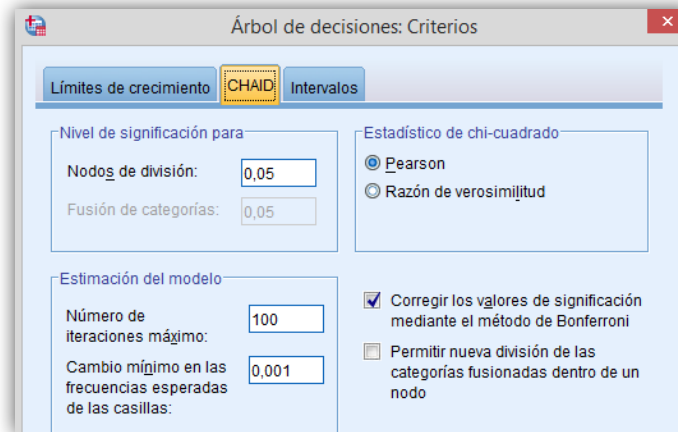 Árbol de decisiones: Criterios
Límites de crecimiento
CHAID
Intervalos
Nivel de significación para
Nodos de división:
0,05
Fusión de categorías:
0,05
Estadístico de chi-cuadrado
Pearson
Razón de verosimilitud
Estimación del modelo
Número de
iteraciones máximo:
100
Cambio mínimo en las
frecuencias esperadas
de las casillas:
0,001
Corregir los valores de significación
mediante el método de Bonferroni
Permitir nueva división de las
categorías fusionadas dentro de un
nodo